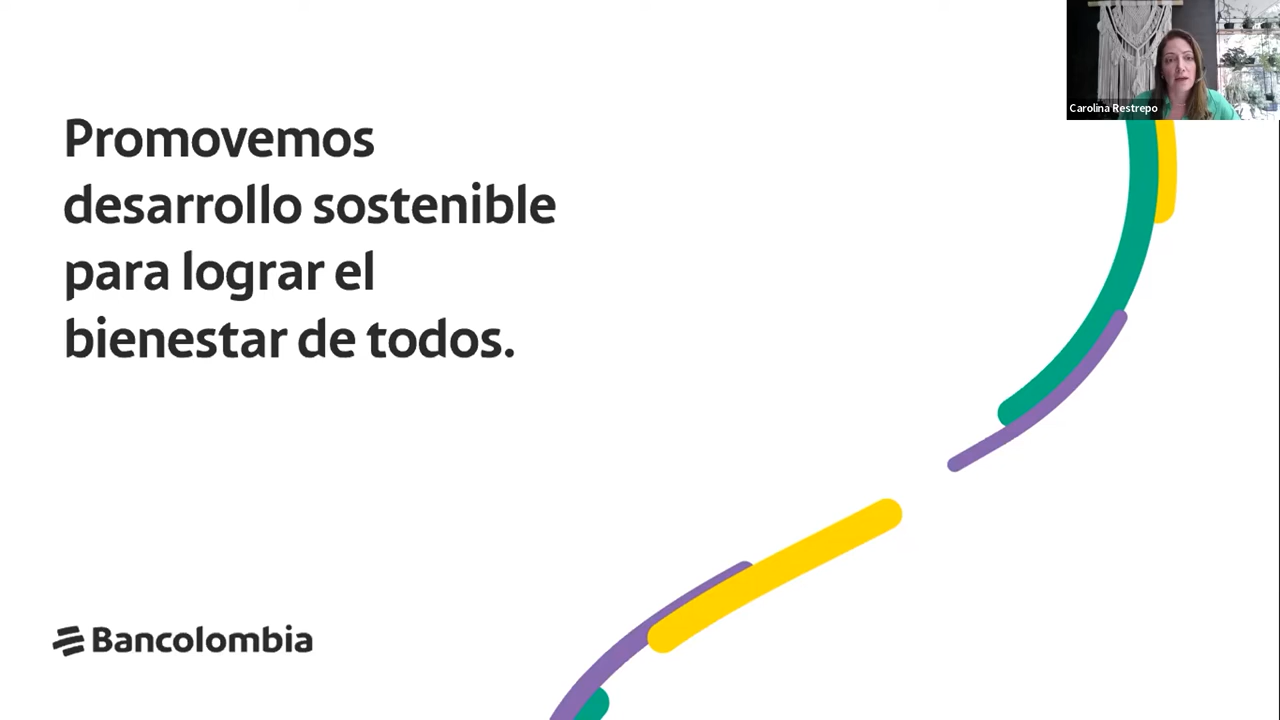 Promovemos
desarrollo sostenible
para lograr el
bienestar de todos.
Carolina Restrepo
Bancolombia